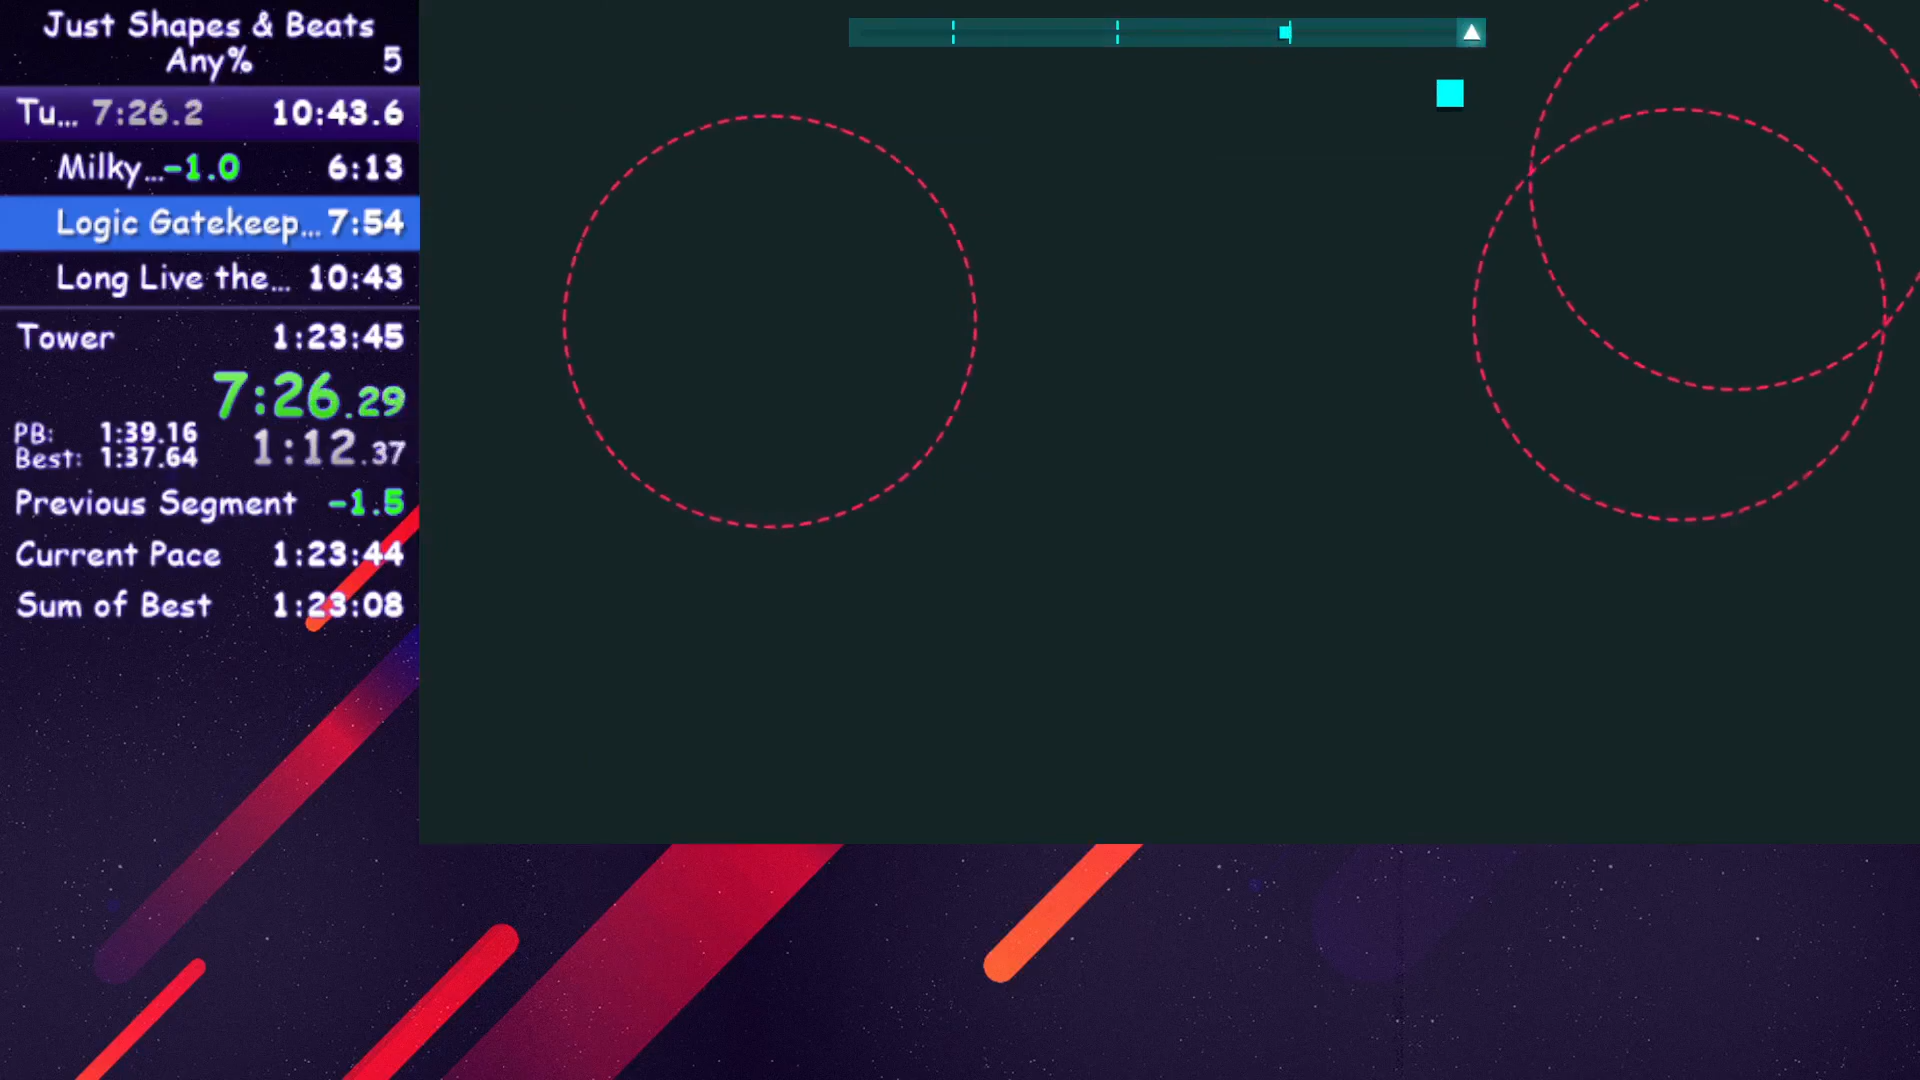 Just Shapes & Beats
Any% 5
Tu... 7:26.2 10:43.6
Milky...-1.0 6:13
Logic Gatekeep... 7:54
Long Live the... 10:43
Tower 1:23:45
7:26.29
PB: 1:39.16
Best: 1:37.64 1:12.37
Previous Segment -1.5
Current Pace 1:23:44
Sum of Best 1:23:08